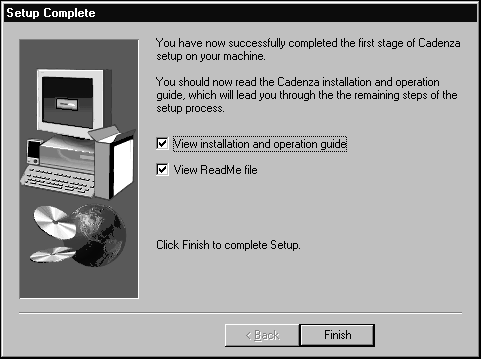 Setup Complete
You have now successfully completed the first stage of Cadenza
setup on your machine.
You should now read the Cadenza installation and operation
guide, which will lead you through the the remaining steps of the
setup process.
View installation and operation guide
View ReadMe file
Click Finish to complete Setup.
< Back
Finish